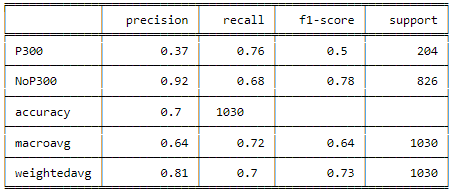 precision recall f1-score support
P300 0.37 0.76 0.5 204
NoP300 0.92 0.68 0.78 826
accuracy 0.7 1030
macroavg 0.64 0.72 0.64 1030
weightedavg 0.81 0.7 0.73 1030